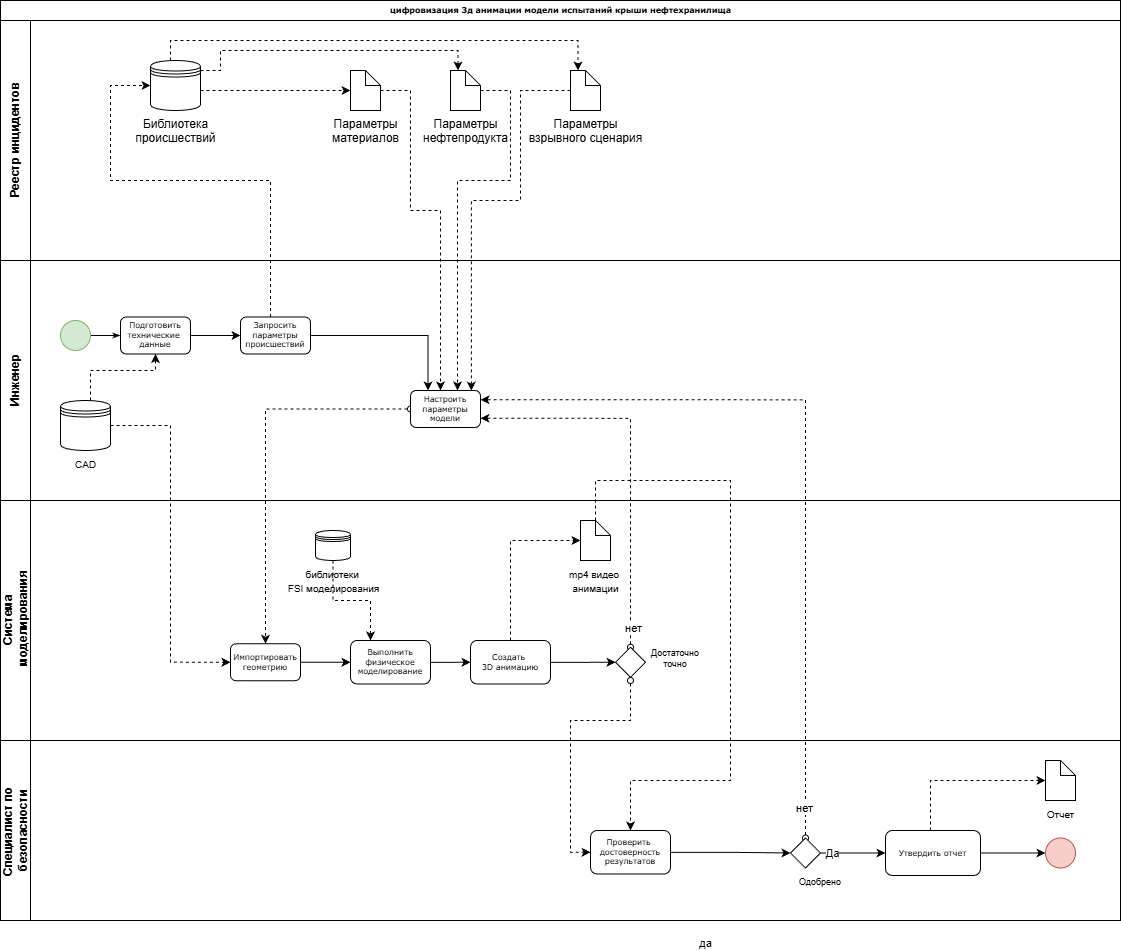 цифровизация 3д анимации модели испытаний крыши нефтехранилища
Реестр инцидентов
Библиотека
происшествий
Параметры
материалов
Параметры
нефтепродукта
Параметры
взрывного сценария
Инженер
Подготовить
технические
данные
Запросить
параметры
происшествий
CAD
Настроить
параметры
модели
Система
моделирования
библиотеки
FSI моделирования
mp4 видео
анимации
Импортировать
геометрию
Выполнить
физическое
моделирование
Создать
3D анимацию
нет
Достаточно
точно
Специалист по
безопасности
Проверить
достоверность
результатов
нет
Да
Одобрено
Утвердить отчет
Отчет
да